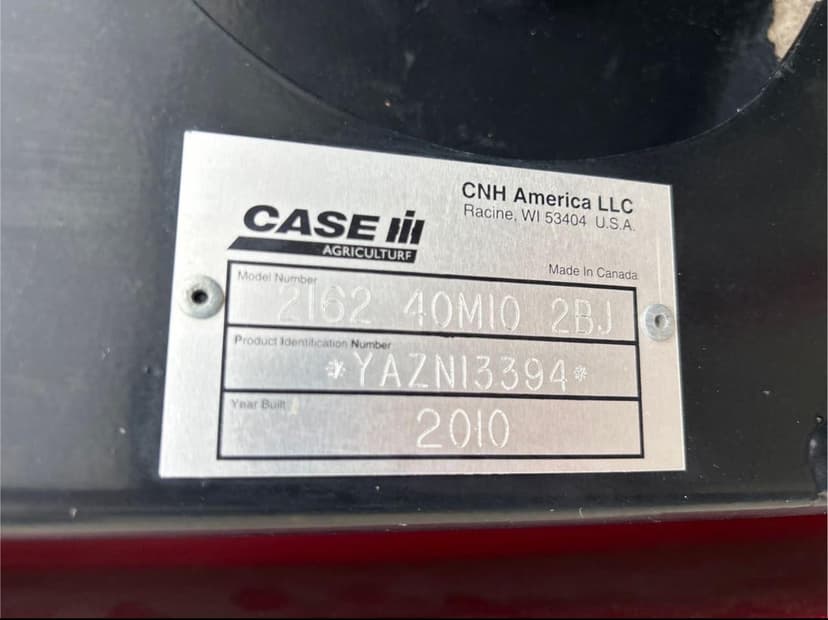 CNH America LLC
Racine, WI 53404 U.S.A.
CASE IH
AGRICULTURE
Made In Canada
Model Number
2162 40M10 2BJ
Product Identification Number
*YAZN13394*
Year Built
2010